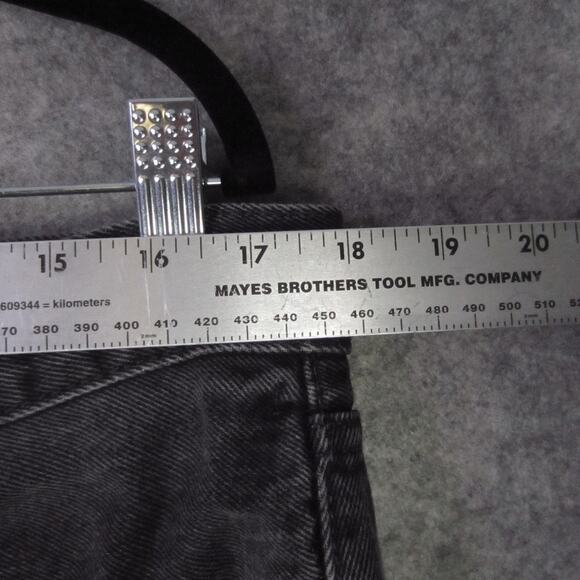 15 16 17 18 19 20
MAYES BROTHERS TOOL MFG. COMPANY
609344 = kilometers
70 380 390 400 410 420 430 440 450 460 470 480 490 500 510